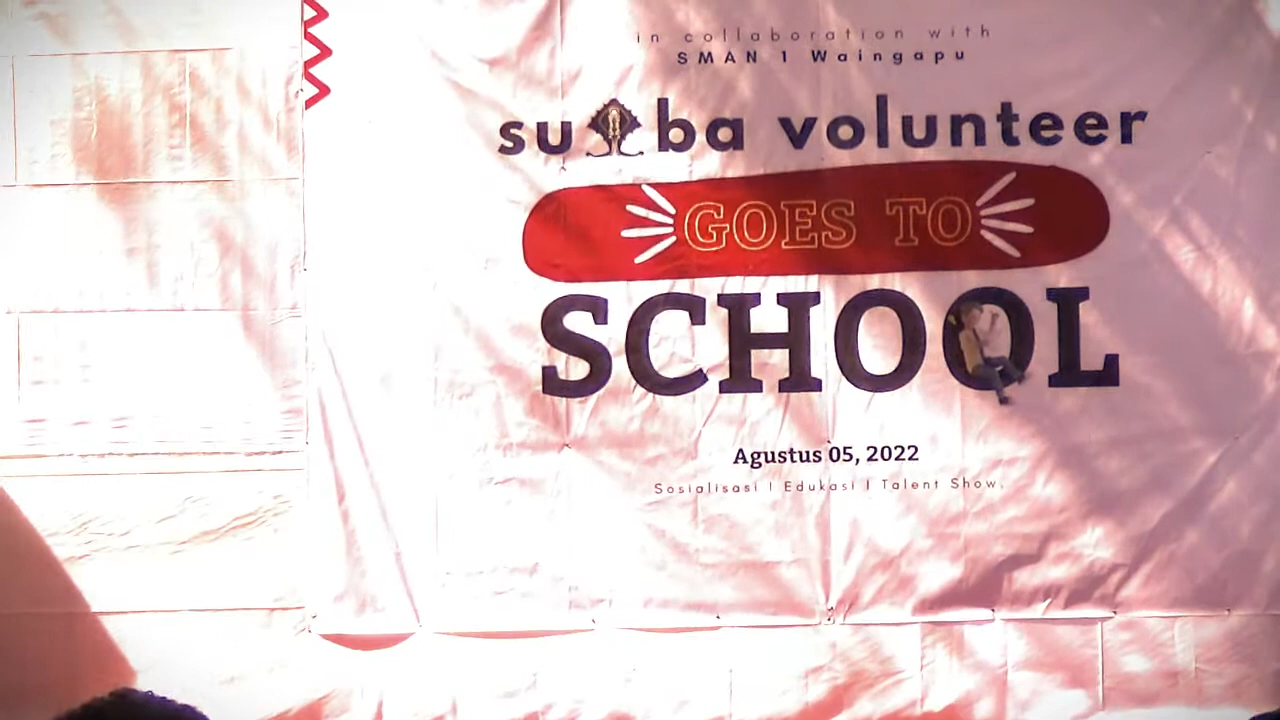 in collaboration with
SMAN 1 Waingapu
sumba volunteer
GOES TO
SCHOOL
Agustus 05, 2022
Sosialisasi | Edukasi | Talent Show.